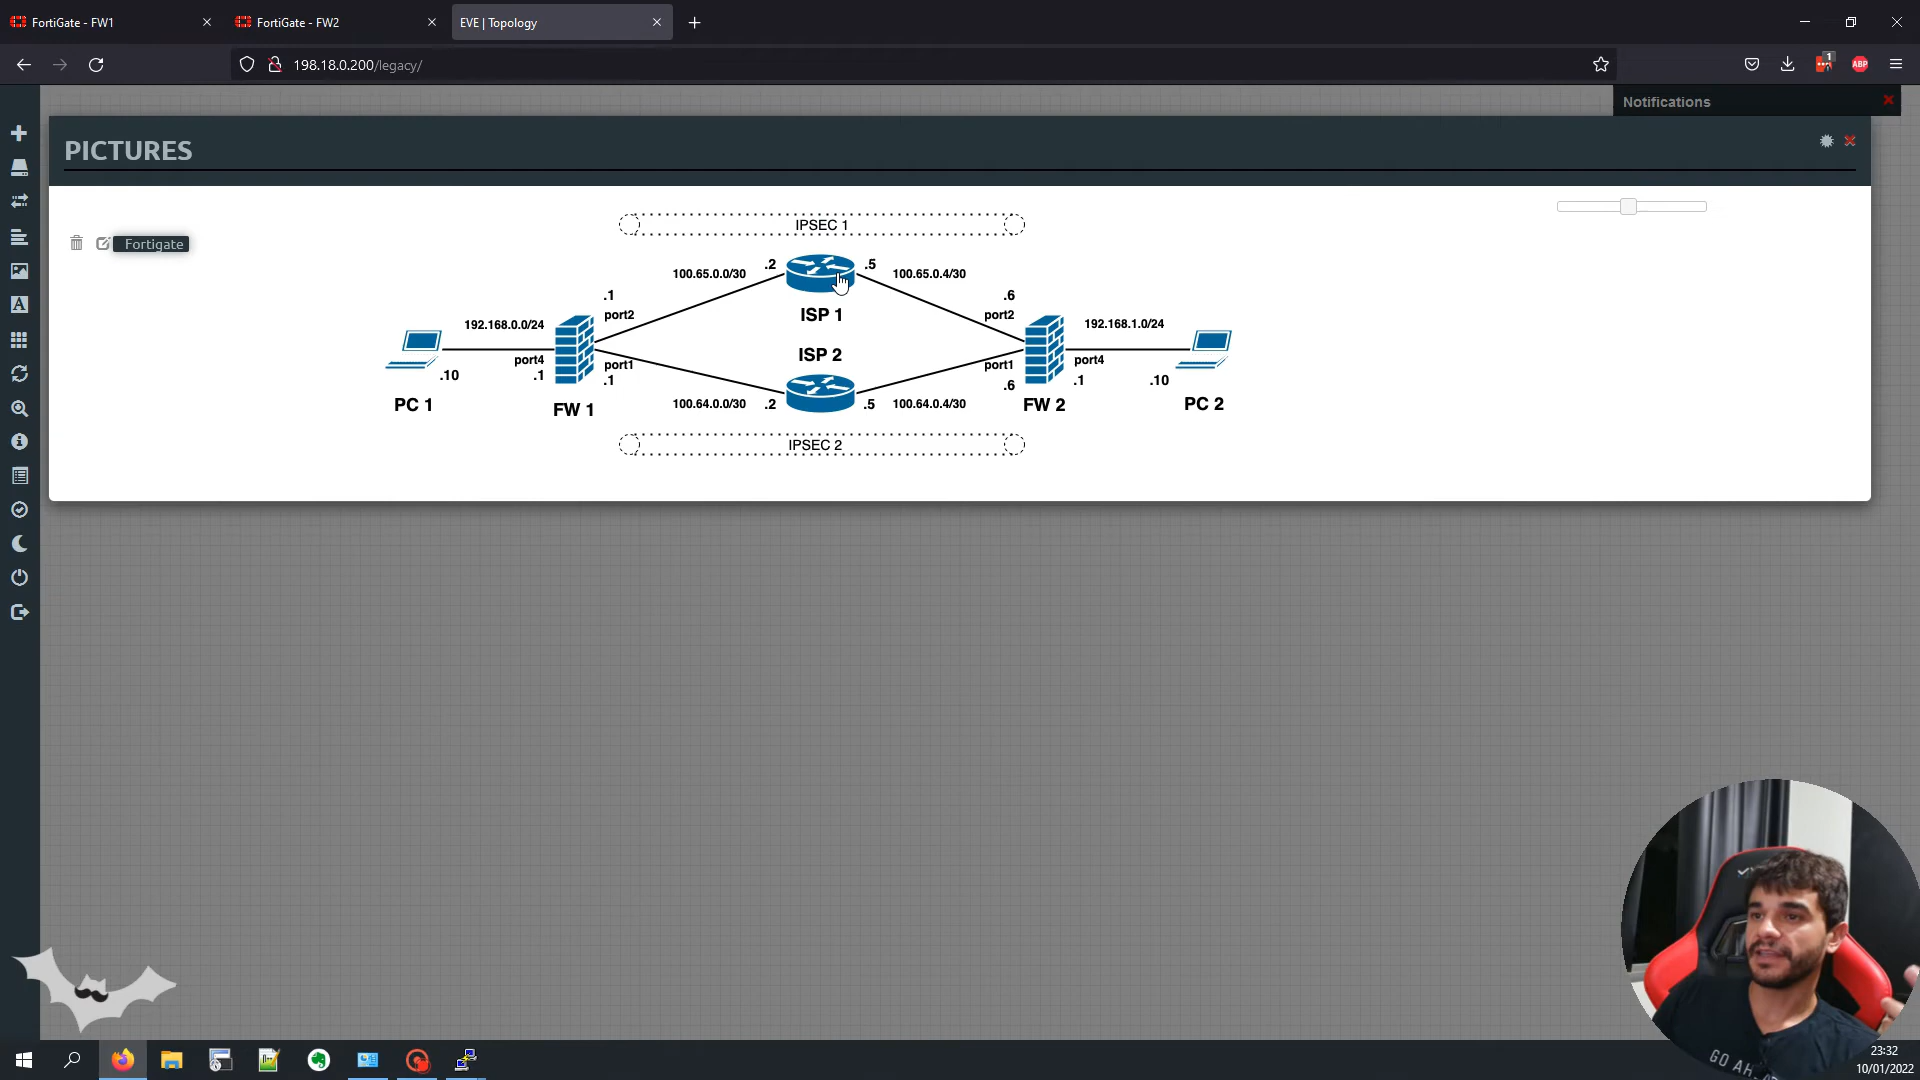 FortiGate - FW1
FortiGate - FW2
EVE | Topology
198.18.0.200/legacy/
1
ABP
Notifications
PICTURES
Fortigate
IPSEC 1
100.65.0.0/30
.2
.5
100.65.0.4/30
ISP 1
.1
port2
.6
port2
192.168.0.0/24
192.168.1.0/24
ISP 2
port4
port1
port1
port4
.10
.1
.1
.6
.1
.10
PC 1
FW 1
100.64.0.0/30
.2
.5
100.64.0.4/30
FW 2
PC 2
IPSEC 2
GO AH
23:32
10/01/2022